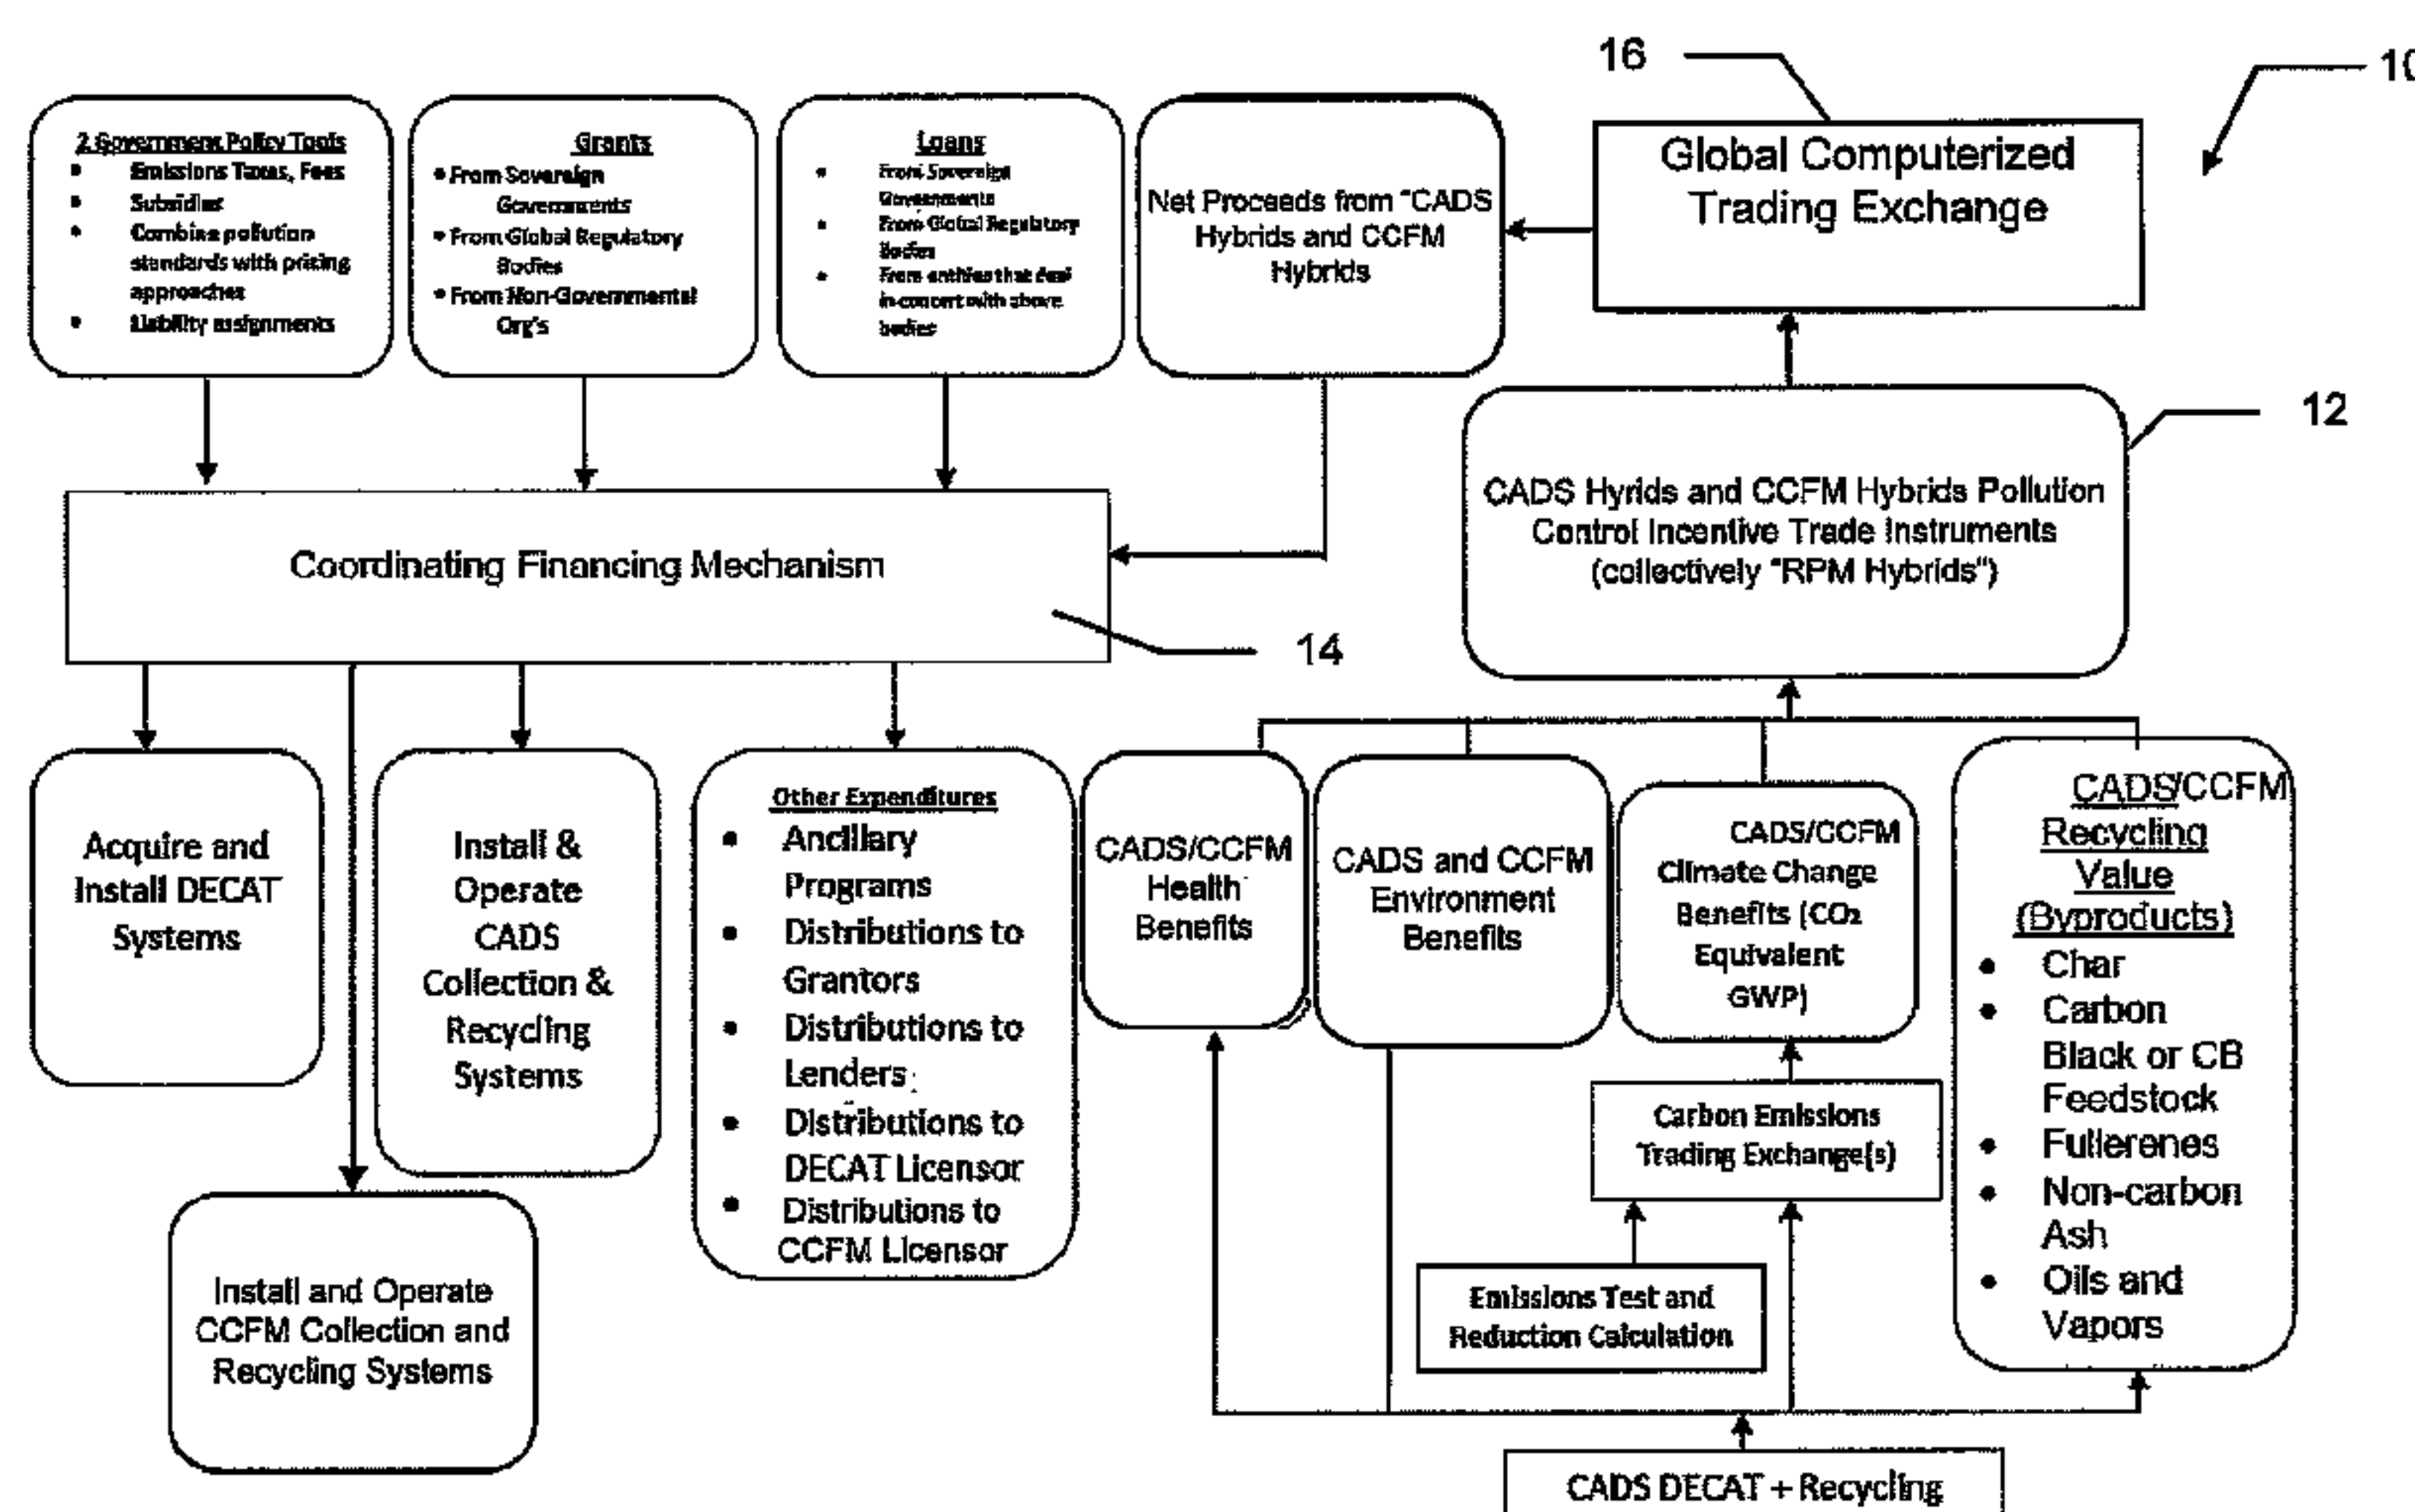 16
10
2 Government Policy Tools
• Emissions Taxes, Fees
• Subsidies
• Combine pollution
standards with pricing
approaches
• Liability assignments
Grants
• From Sovereign
Governments
• From Global Regulatory
Bodies
• From Non-Governmental
Org's
Loans
• From Sovereign
Governments
• From Global Regulatory
Bodies
• From entities that deal
in concert with above
bodies
Net Proceeds from "CADS
Hybrids and CCFM
Hybrids
Global Computerized
Trading Exchange
12
CADS Hyrids and CCFM Hybrids Pollution
Control Incentive Trade Instruments
(collectively "RPM Hybrids")
Coordinating Financing Mechanism
14
Acquire and
Install DECAT
Systems
Install &
Operate
CADS
Collection &
Recycling
Systems
Other Expenditures
• Ancillary
Programs
• Distributions to
Grantors
• Distributions to
Lenders
• Distributions to
DECAT Licensor
• Distributions to
CCFM Licensor
Install and Operate
CCFM Collection and
Recycling Systems
CADS/CCFM
Health
Benefits
CADS and CCFM
Environment
Benefits
CADS/CCFM
Climate Change
Benefits (CO₂
Equivalent
GWP)
CADS/CCFM
Recycling
Value
(Byproducts)
• Char
• Carbon
Black or CB
Feedstock
• Fullerenes
• Non-carbon
Ash
• Oils and
Vapors
Carbon Emissions
Trading Exchange(s)
Emissions Test and
Reduction Calculation
CADS DECAT + Recycling